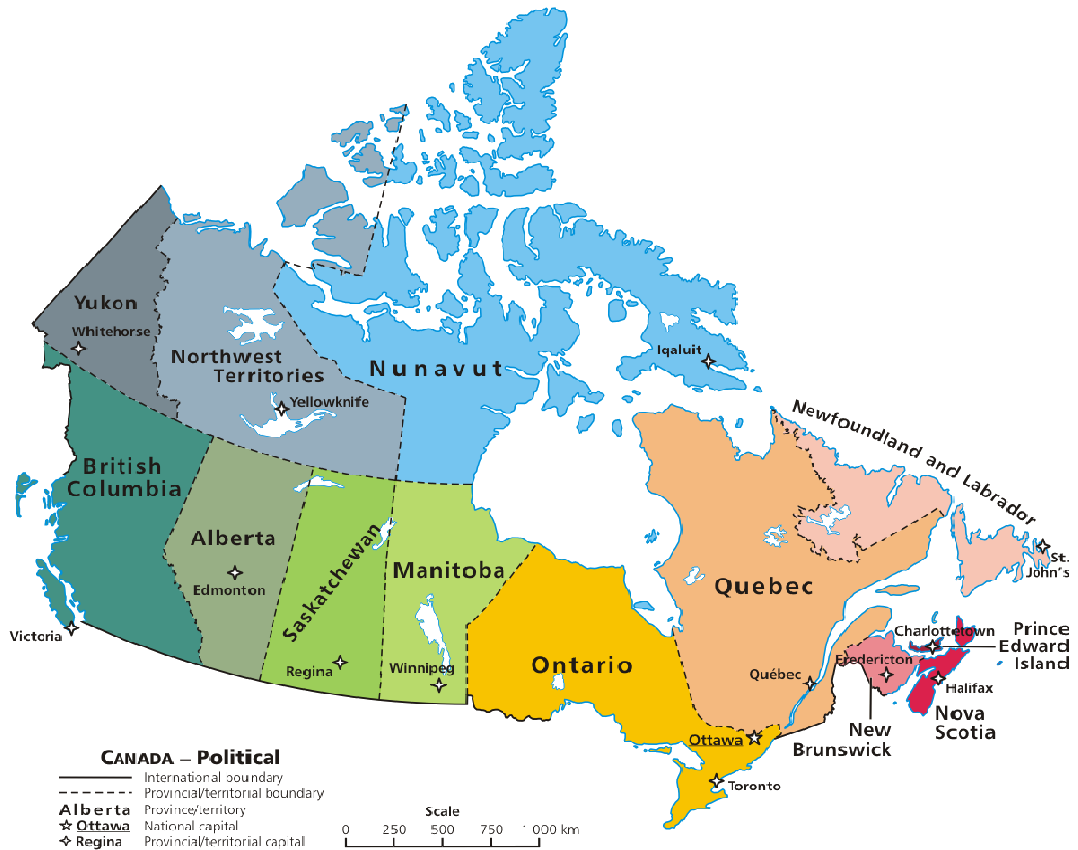 Yukon
Whitehorse
Northwest
Territories
Yellowknife
Nunavut
Iqaluit
British
Columbia
Victoria
Alberta
Edmonton
Saskatchewan
Regina
Manitoba
Winnipeg
Ontario
Ottawa
Toronto
Quebec
Québec
Newfoundland and Labrador
St.
John's
Charlottetown
Prince
Edward
Island
Fredericton
New
Brunswick
Halifax
Nova
Scotia
CANADA – Political
International boundary
Provincial/territorial boundary
Alberta Province/territory
Ottawa National capital
Regina Provincial/territorial capital
Scale
0 250 500 750 1 000 km